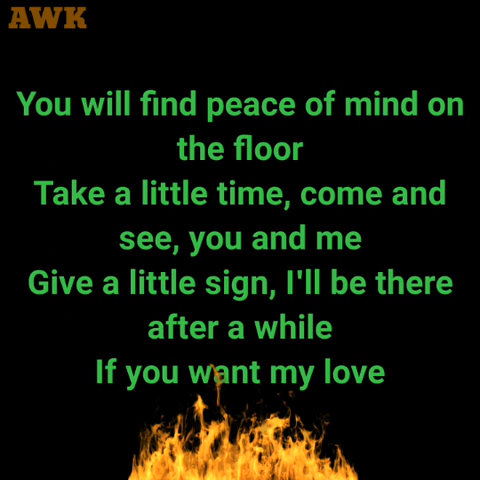 AWK
You will find peace of mind on
the floor
Take a little time, come and
see, you and me
Give a little sign, I'll be there
after a while
If you want my love